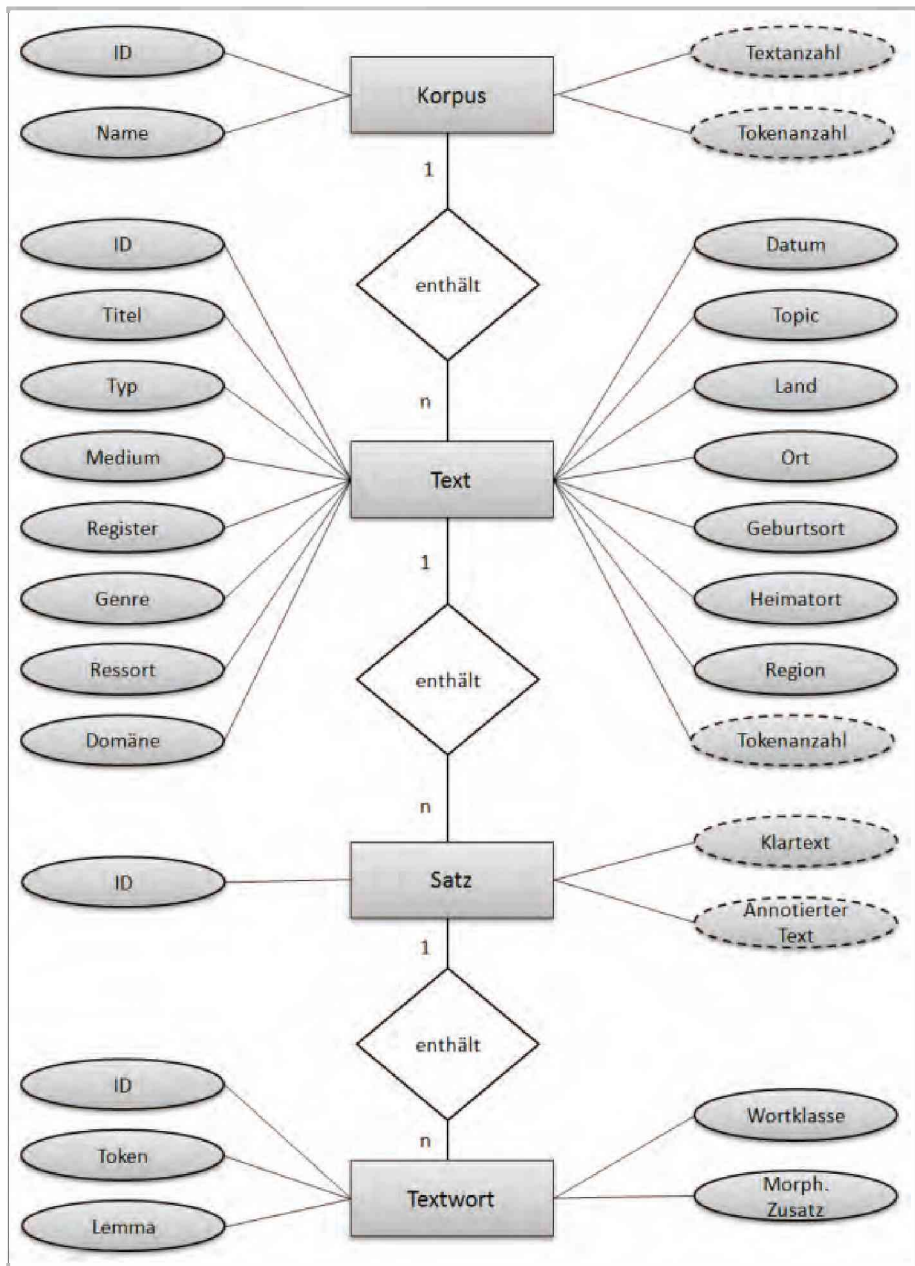 ID
Korpus
Textanzahl
Name
Tokenanzahl
1
enthält
n
ID
Titel
Typ
Medium
Register
Genre
Ressort
Domäne
Text
Datum
Topic
Land
Ort
Geburtsort
Heimatort
Region
Tokenanzahl
1
enthält
n
ID
Satz
Klartext
Annotierter
Text
1
enthält
n
ID
Token
Lemma
Textwort
Wortklasse
Morph.
Zusatz